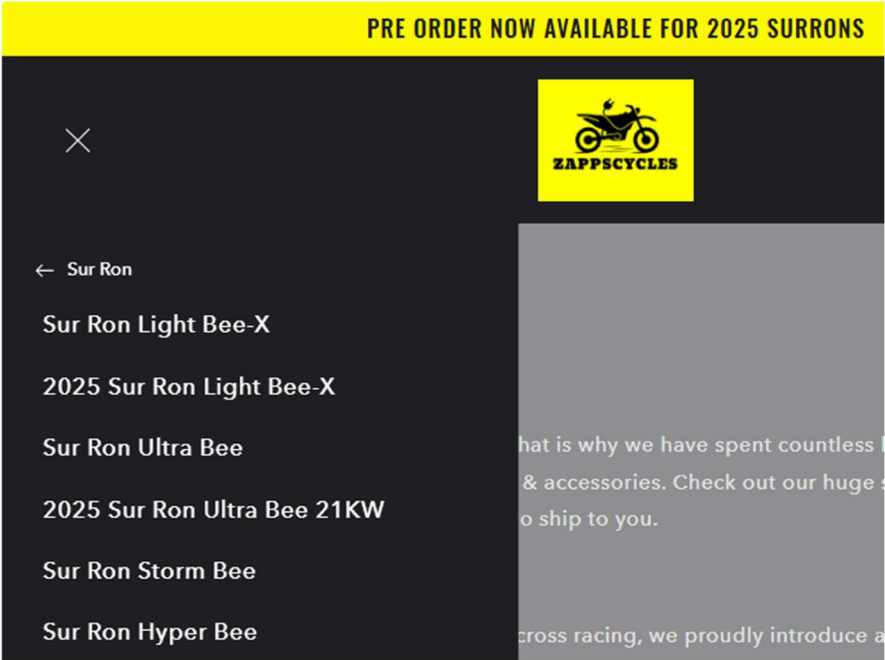 PRE ORDER NOW AVAILABLE FOR 2025 SURRONS
ZAPPSCYCLES
Sur Ron
Sur Ron Light Bee-X
2025 Sur Ron Light Bee-X
Sur Ron Ultra Bee
hat is why we have spent countless
& accessories. Check out our huge
2025 Sur Ron Ultra Bee 21KW
o ship to you.
Sur Ron Storm Bee
Sur Ron Hyper Bee
cross racing, we proudly introduce a